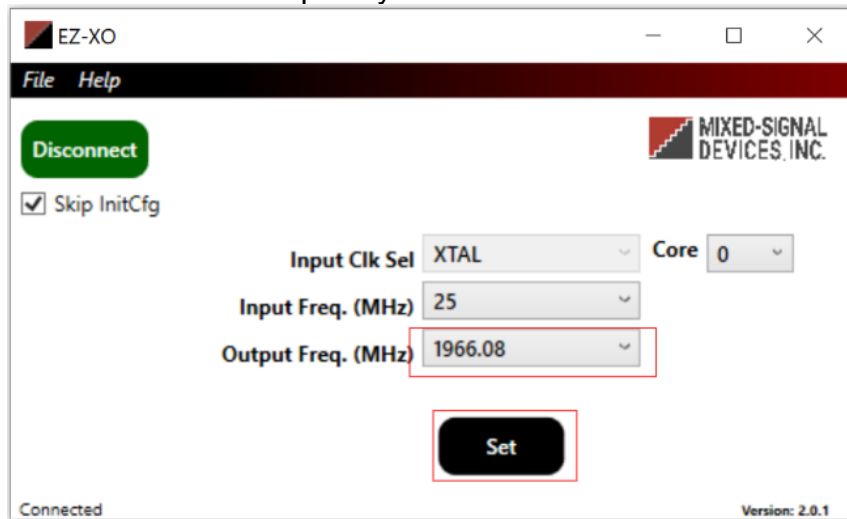 EZ-XO
File Help
Disconnect
MIXED-SIGNAL
DEVICES, INC.
Skip InitCfg
Input Clk Sel XTAL Core 0
Input Freq. (MHz) 25
Output Freq. (MHz) 1966.08
Set
Connected Version: 2.0.1